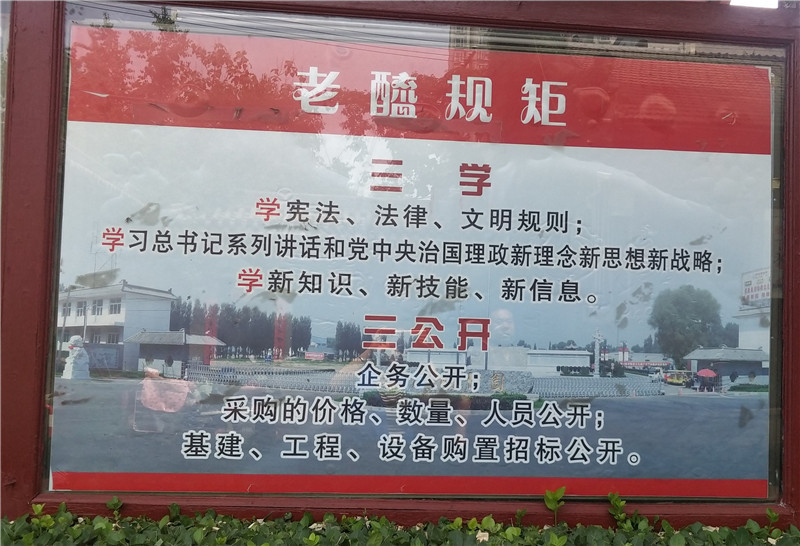 老醯规矩
三学
学宪法、法律、文明规则；
学习总书记系列讲话和党中央治国理政新理念新思想新战略；
学新知识、新技能、新信息。
三公开
企务公开；
采购的价格、数量、人员公开；
基建、工程、设备购置招标公开。